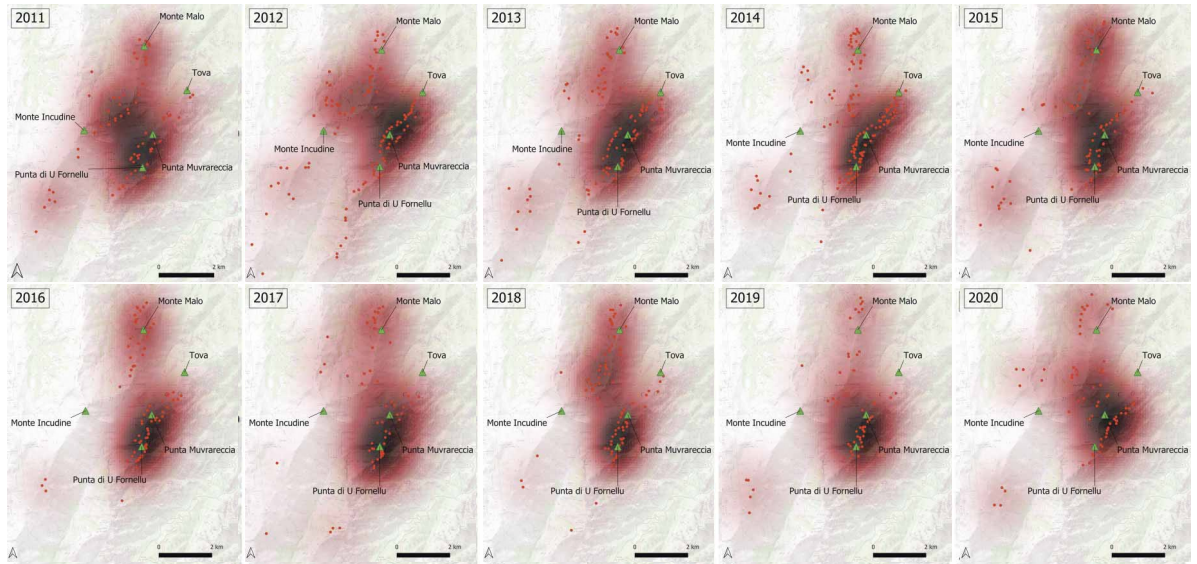 2011
Monte Malo
Tova
Monte Incudine
Punta di U Fornellu
Punta Muvrareccia
0 2 km
2012
Monte Malo
Tova
Monte Incudine
Punta Muvrareccia
Punta di U Fornellu
0 2 km
2013
Monte Malo
Tova
Monte Incudine
Punta Muvrareccia
Punta di U Fornellu
0 2 km
2014
Monte Malo
Tova
Monte Incudine
Punta Muvrareccia
Punta di U Fornellu
0 2 km
2015
Monte Malo
Tova
Monte Incudine
Punta Muvrareccia
Punta di U Fornellu
0 2 km
2016
Monte Malo
Tova
Monte Incudine
Punta Muvrareccia
Punta di U Fornellu
0 2 km
2017
Monte Malo
Tova
Monte Incudine
Punta Muvrareccia
Punta di U Fornellu
0 2 km
2018
Monte Malo
Tova
Monte Incudine
Punta Muvrareccia
Punta di U Fornellu
0 2 km
2019
Monte Malo
Tova
Monte Incudine
Punta Muvrareccia
Punta di U Fornellu
0 2 km
2020
Monte Malo
Tova
Monte Incudine
Punta Muvrareccia
Punta di U Fornellu
0 2 km